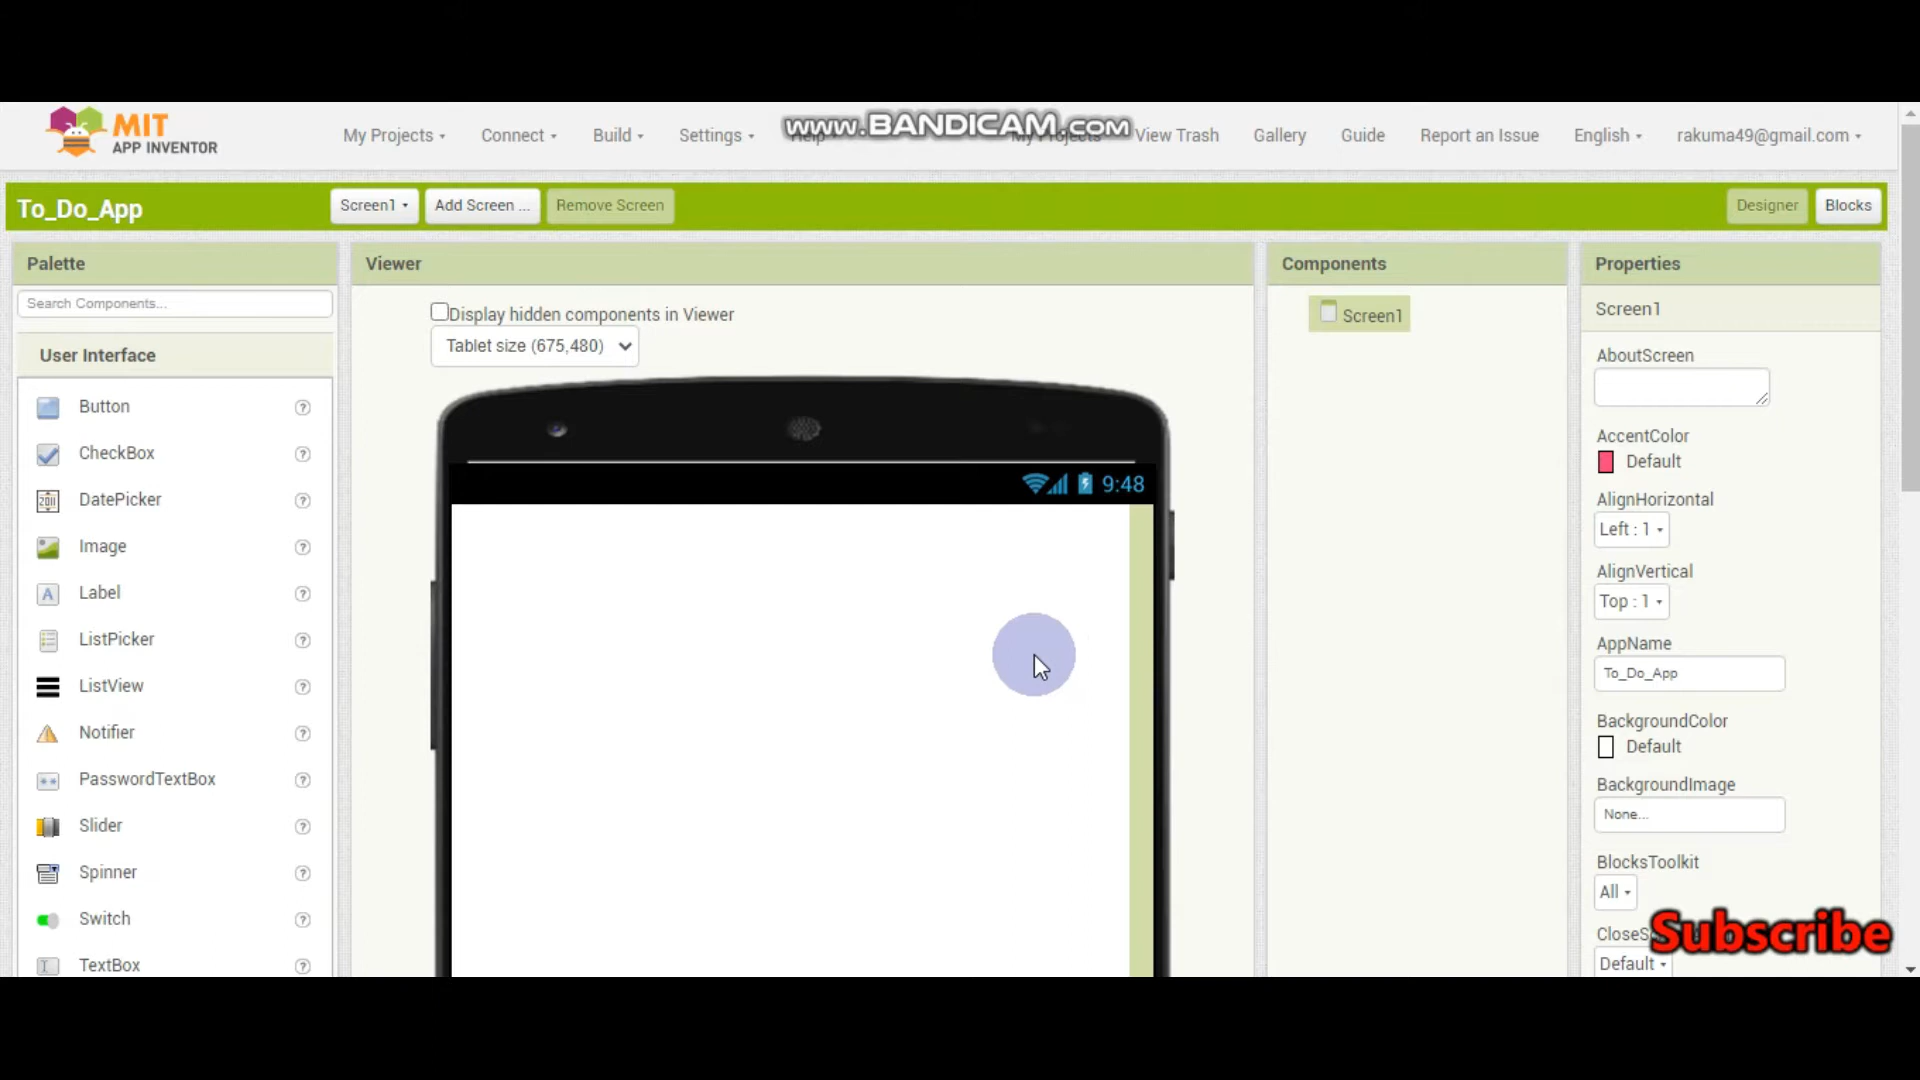 www.BANDICAM.com
MIT
APP INVENTOR
My Projects
Connect
Build
Settings
Help
My Projects
View Trash
Gallery
Guide
Report an Issue
English
rakuma49@gmail.com
To_Do_App
Screen1
Add Screen ...
Remove Screen
Designer
Blocks
Palette
Search Components...
User Interface
Button
CheckBox
DatePicker
Image
Label
ListPicker
ListView
Notifier
PasswordTextBox
Slider
Spinner
Switch
TextBox
Viewer
Display hidden components in Viewer
Tablet size (675,480)
9:48
Components
Screen1
Properties
Screen1
AboutScreen
AccentColor
Default
AlignHorizontal
Left : 1
AlignVertical
Top : 1
AppName
To_Do_App
BackgroundColor
Default
BackgroundImage
None...
BlocksToolkit
All
Default
Subscribe